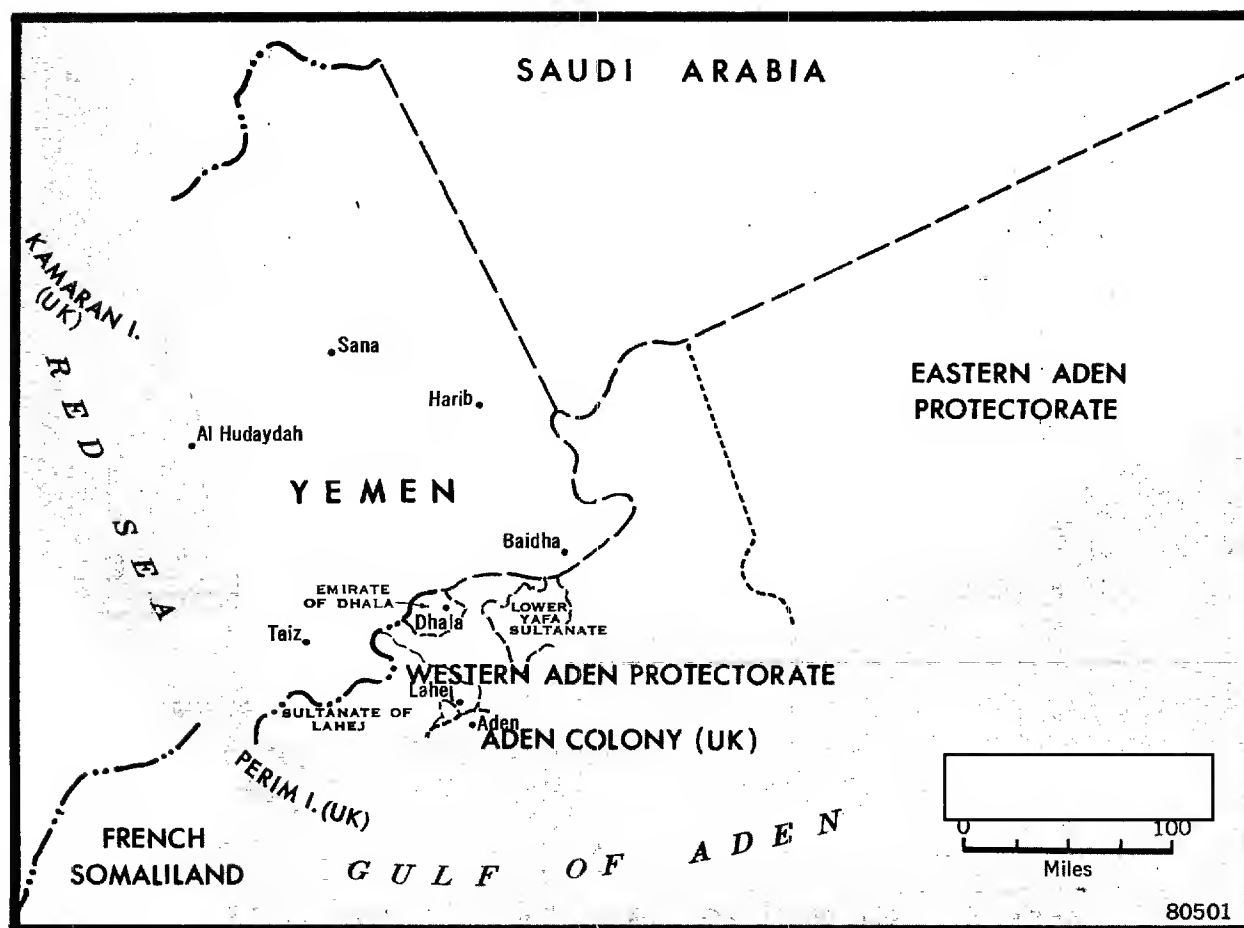 SAUDI ARABIA
KAMARAN I.
(UK)
RED SEA
Sana
Harib
Al Hudaydah
EASTERN ADEN
PROTECTORATE
YEMEN
Baidha
EMIRATE
OF DHALA
Dhala
LOWER
YAFA
SULTANATE
Taiz
WESTERN ADEN PROTECTORATE
Lahej
SULTANATE OF
LAHEJ
Aden
ADEN COLONY (UK)
PERIM I. (UK)
FRENCH
SOMALILAND
GULF OF ADEN
0 100
Miles
80501